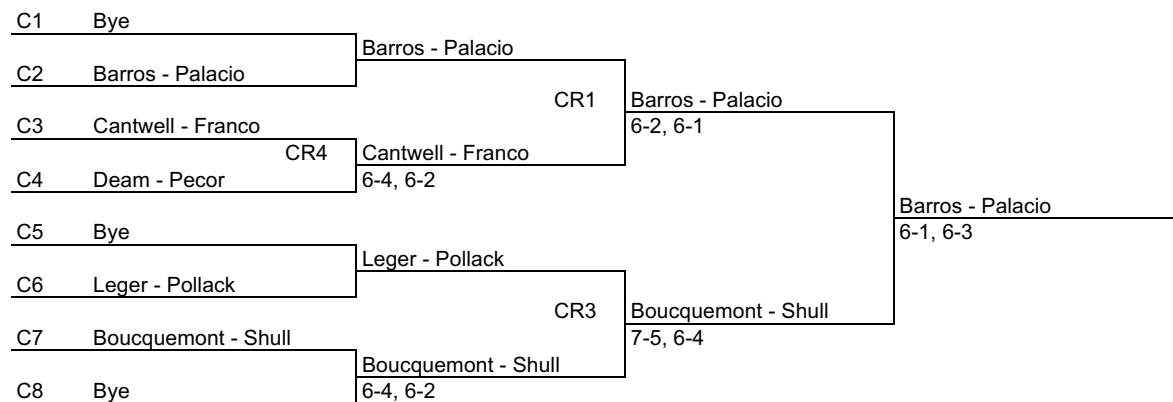 C1 Bye
Barros - Palacio
C2 Barros - Palacio
CR1 Barros - Palacio
C3 Cantwell - Franco
6-2, 6-1
CR4 Cantwell - Franco
C4 Deam - Pecor
6-4, 6-2
Barros - Palacio
C5 Bye
6-1, 6-3
Leger - Pollack
C6 Leger - Pollack
CR3 Boucquemont - Shull
C7 Boucquemont - Shull
7-5, 6-4
Boucquemont - Shull
C8 Bye
6-4, 6-2